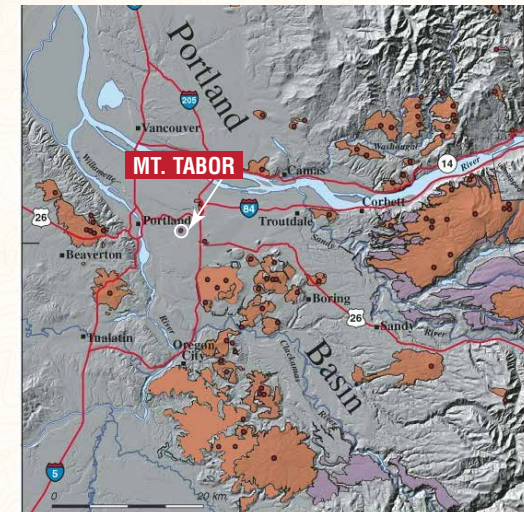 Portland
205
Vancouver
Washougal
14
River
MT. TABOR
Camas
Willamette
84
Corbett
26
Portland
Troutdale
Sandy
Beaverton
Boring
26
Sandy
River
River
Tualatin
Basin
Oregon
City
Clackamas
River
5
0
20 km